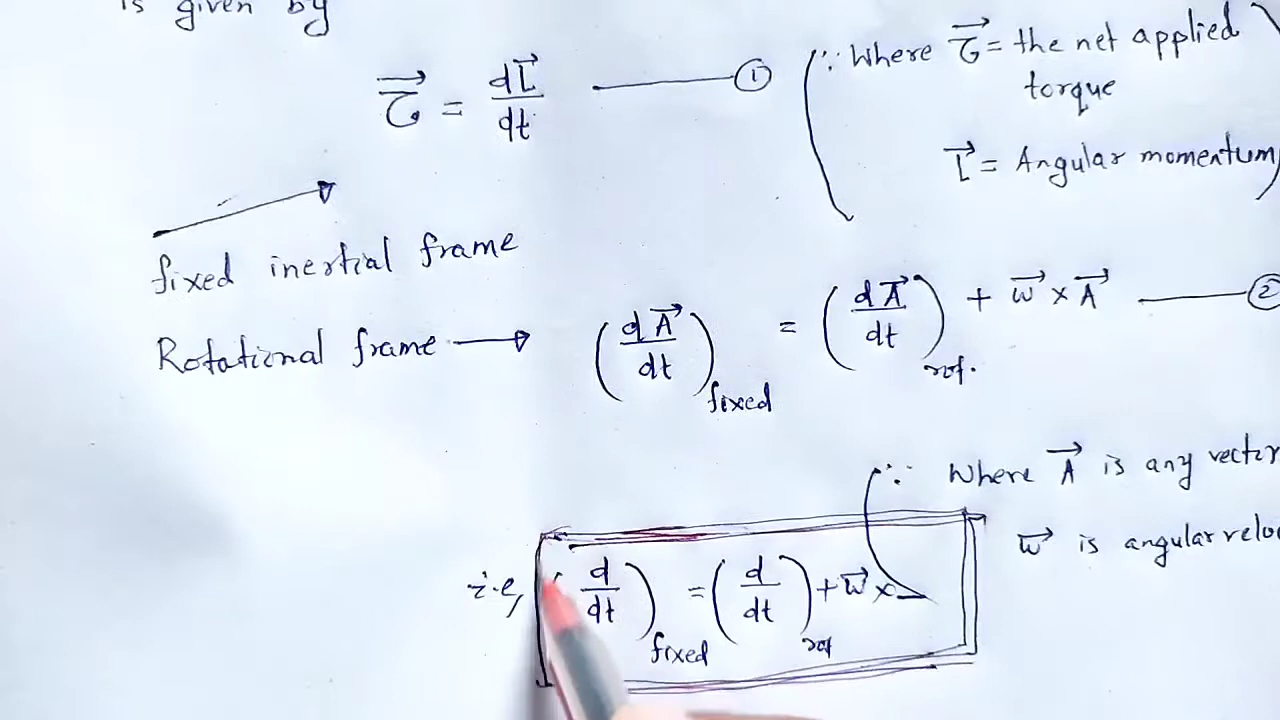 is given by
τ⃗ = dL⃗/dt ——— ①
∵ Where τ⃗ = the net applied
torque
L⃗ = Angular momentum
fixed inertial frame
Rotational frame → (dA⃗/dt)fixed = (dA⃗/dt)rot. + w⃗ × A⃗ ——— ②
∵ Where A⃗ is any vector
w⃗ is angular
i.e, (d/dt)fixed = (d/dt)rot + w⃗ ×